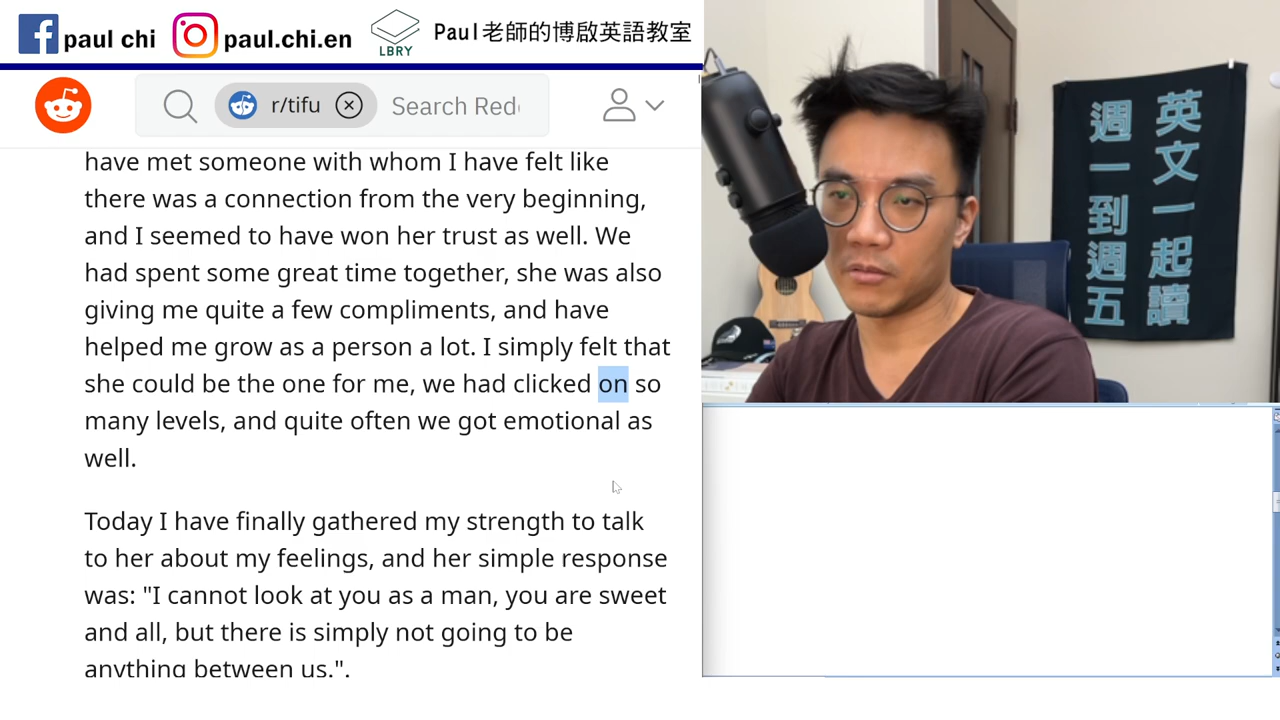 paul chi
paul.chi.en
LBRY
Paul老師的博啟英語教室
r/tifu
Search Red
have met someone with whom I have felt like
there was a connection from the very beginning,
and I seemed to have won her trust as well. We
had spent some great time together, she was also
giving me quite a few compliments, and have
helped me grow as a person a lot. I simply felt that
she could be the one for me, we had clicked on so
many levels, and quite often we got emotional as
well.
Today I have finally gathered my strength to talk
to her about my feelings, and her simple response
was: "I cannot look at you as a man, you are sweet
and all, but there is simply not going to be
anything between us.".
英文一起讀
週一到週五